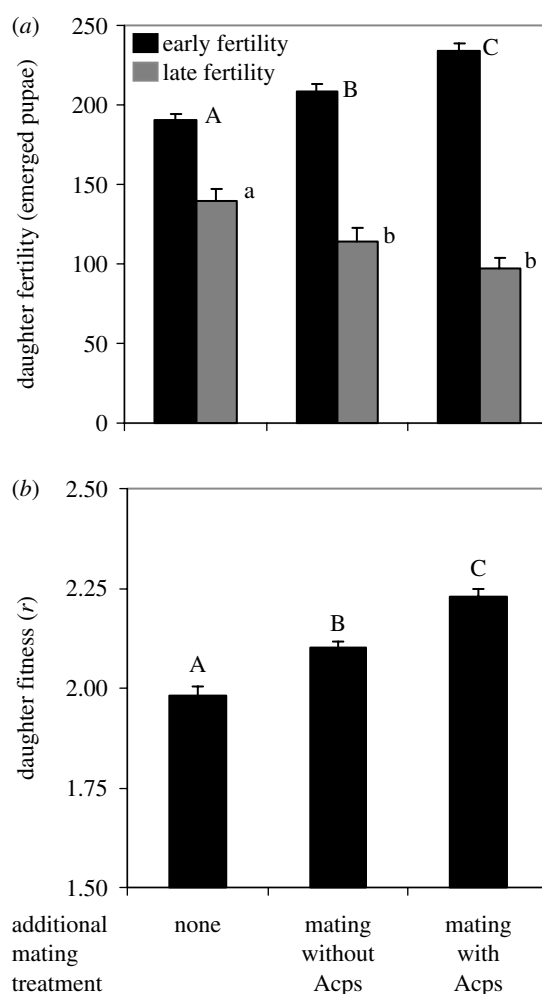 (a)
250
200
150
100
50
0
daughter fertility (emerged pupae)
early fertility
late fertility
A
a
B
b
C
b
(b)
2.50
2.25
2.00
1.75
1.50
daughter fitness (r)
A
B
C
additional
mating
treatment
none
mating
without
Acps
mating
with
Acps